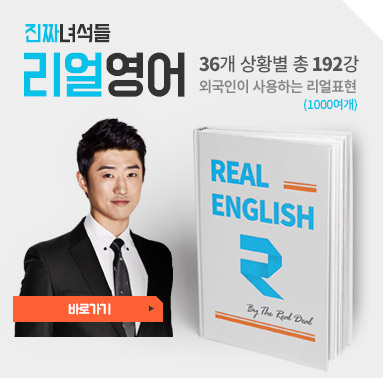 진짜녀석들
리얼영어
36개 상황별 총 192강
외국인이 사용하는 리얼표현
(1000여개)
REAL
ENGLISH
R
By The Real Deal
바로가기